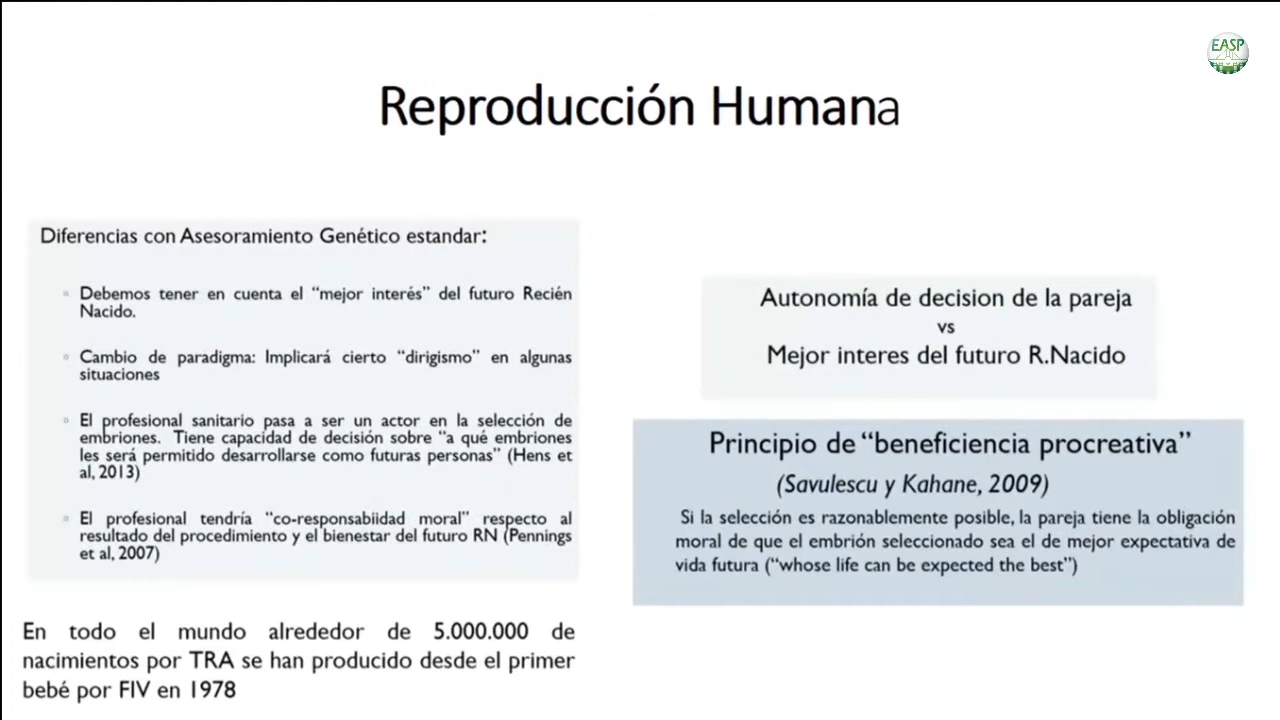 EASP
Reproducción Humana
Diferencias con Asesoramiento Genético estandar:
Debemos tener en cuenta el “mejor interés” del futuro Recién
Nacido.
Cambio de paradigma: Implicará cierto “dirigismo” en algunas
situaciones
El profesional sanitario pasa a ser un actor en la selección de
embriones. Tiene capacidad de decisión sobre “a qué embriones
les será permitido desarrollarse como futuras personas” (Hens et
al, 2013)
El profesional tendría “co-responsabiidad moral” respecto al
resultado del procedimiento y el bienestar del futuro RN (Pennings
et al, 2007)
En todo el mundo alrededor de 5.000.000 de
nacimientos por TRA se han producido desde el primer
bebé por FIV en 1978
Autonomía de decision de la pareja
vs
Mejor interes del futuro R.Nacido
Principio de “beneficiencia procreativa”
(Savulescu y Kahane, 2009)
Si la selección es razonablemente posible, la pareja tiene la obligación
moral de que el embrión seleccionado sea el de mejor expectativa de
vida futura (“whose life can be expected the best”)